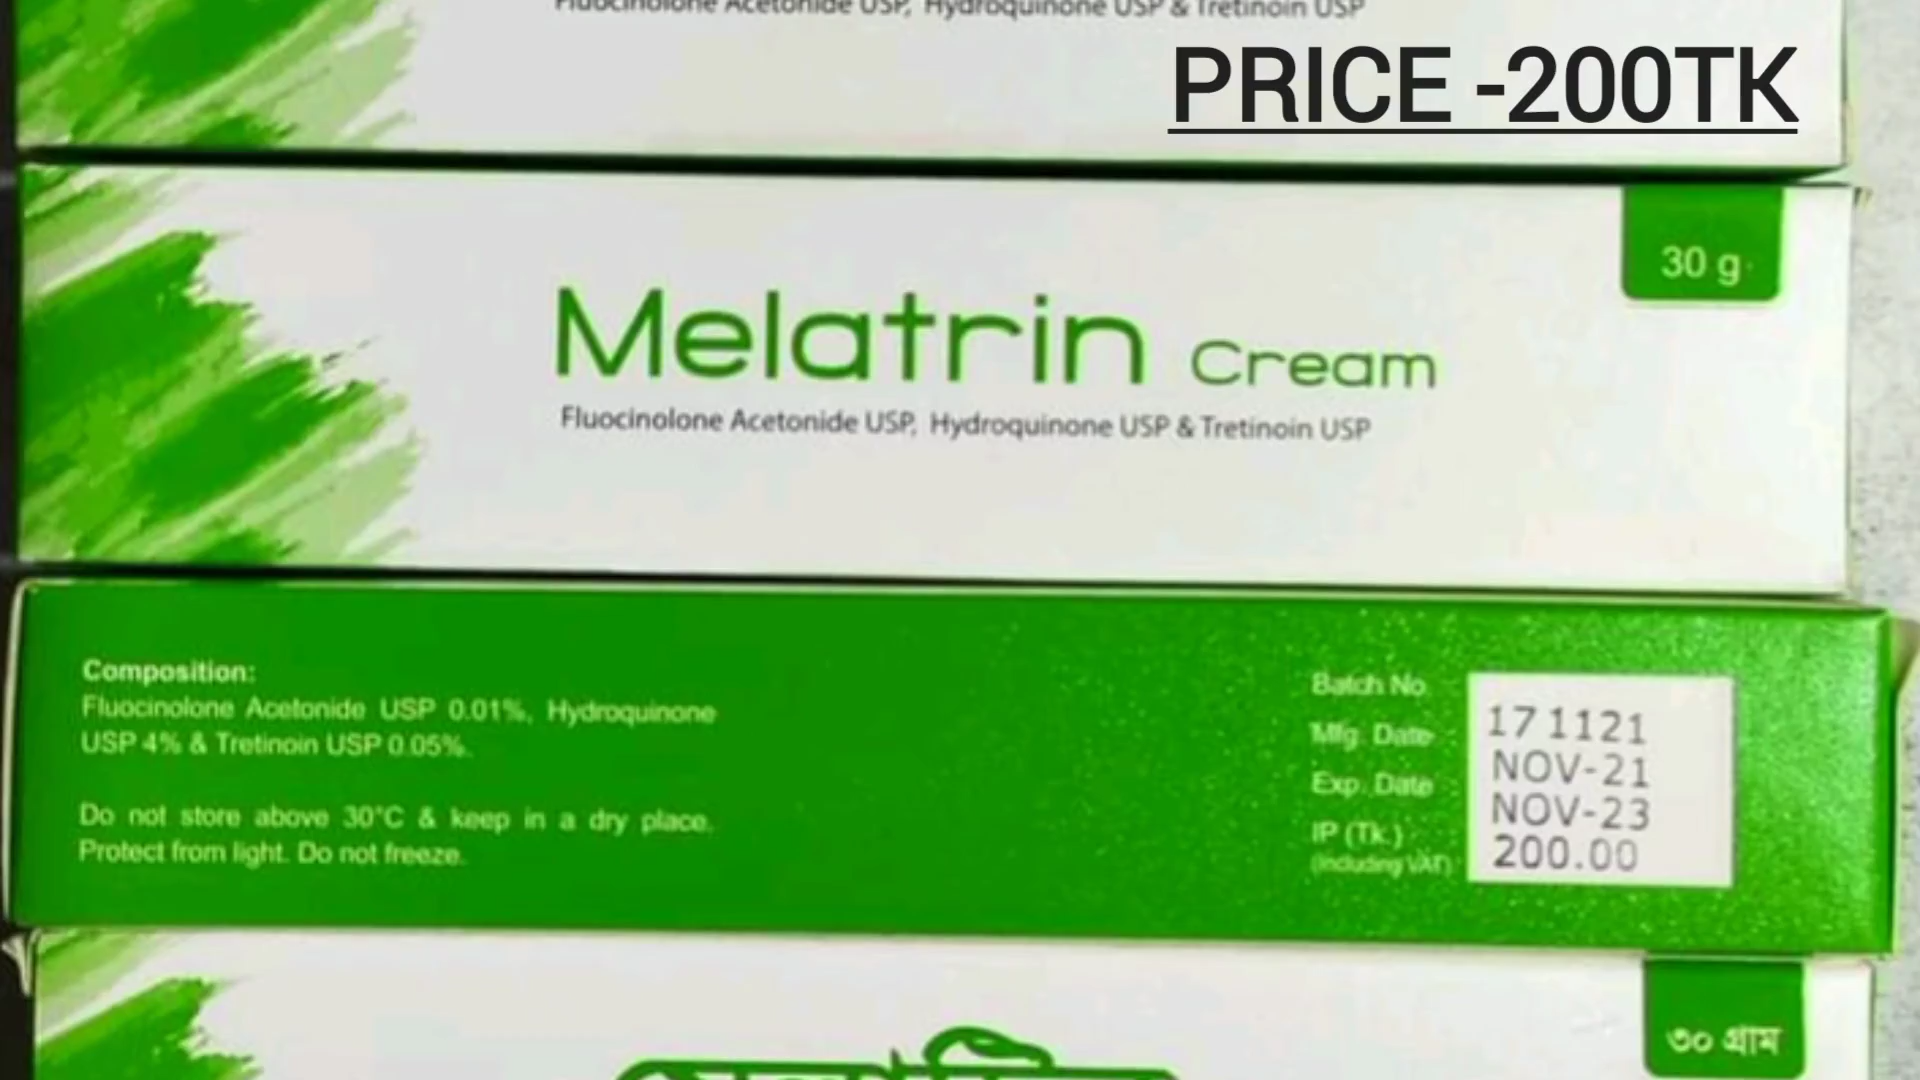 Fluocinolone Acetonide USP, Hydroquinone USP & Tretinoin USP
PRICE -200TK
30 g
Melatrin Cream
Fluocinolone Acetonide USP, Hydroquinone USP & Tretinoin USP
Composition:
Fluocinolone Acetonide USP 0.01%, Hydroquinone
USP 4% & Tretinoin USP 0.05%.
Do not store above 30°C & keep in a dry place.
Protect from light. Do not freeze.
Batch No. 171121
Mfg. Date : NOV-21
Exp. Date : NOV-23
IP (Tk.) : 200.00
(Including VAT)
৩০ গ্রাম